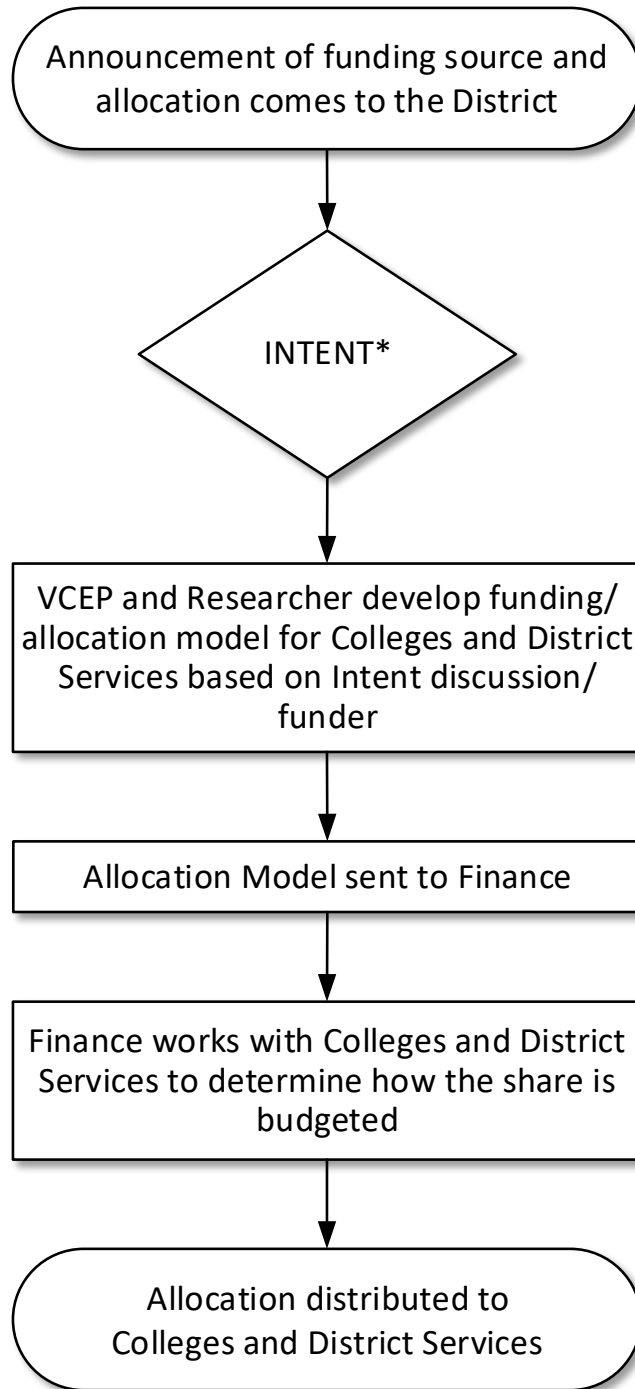 Announcement of funding source and
allocation comes to the District
INTENT*
VCEP and Researcher develop funding/
allocation model for Colleges and District
Services based on Intent discussion/
funder
Allocation Model sent to Finance
Finance works with Colleges and District
Services to determine how the share is
budgeted
Allocation distributed to
Colleges and District Services